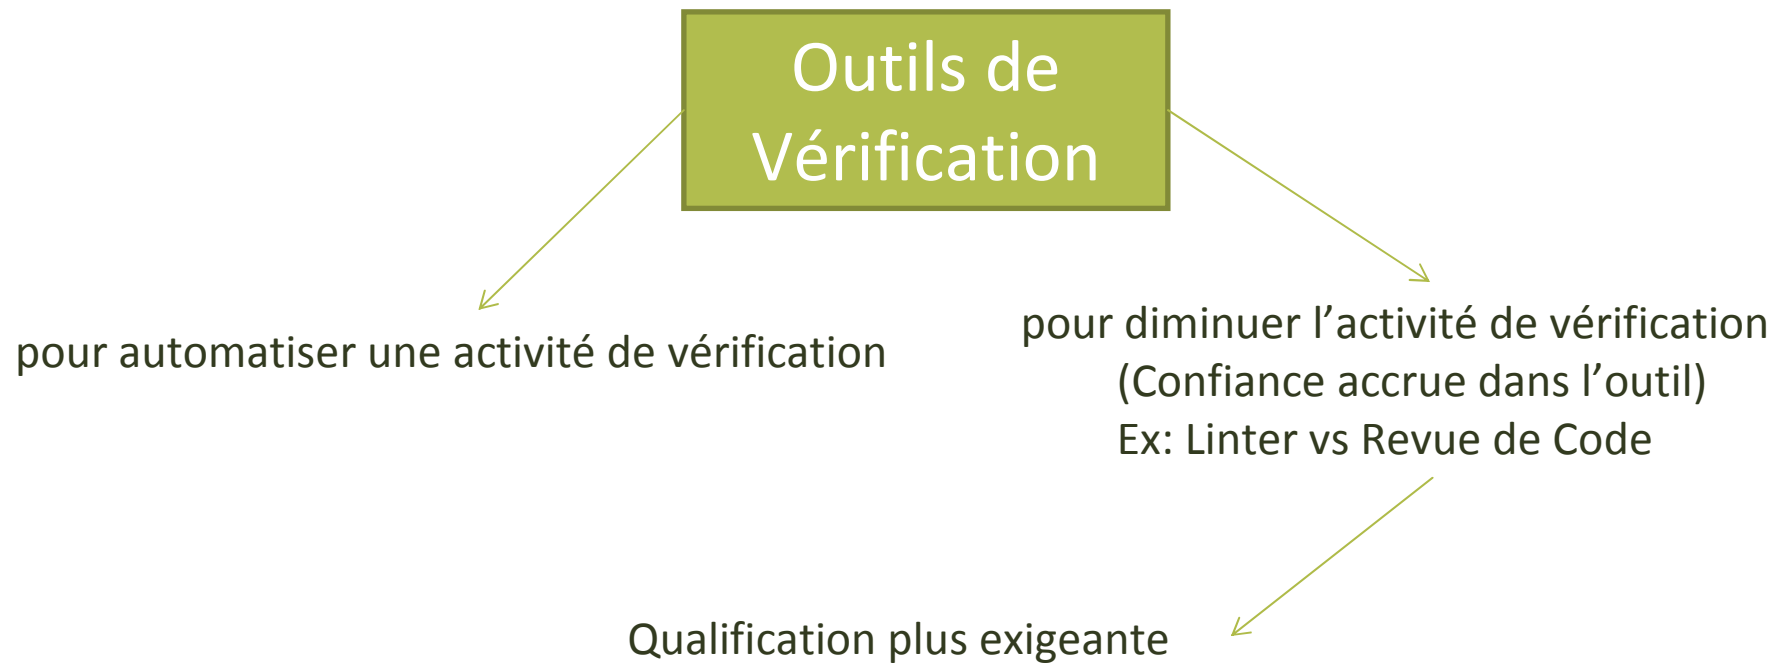 Outils de
Vérification
pour automatiser une activité de vérification
pour diminuer l’activité de vérification
(Confiance accrue dans l’outil)
Ex: Linter vs Revue de Code
Qualification plus exigeante